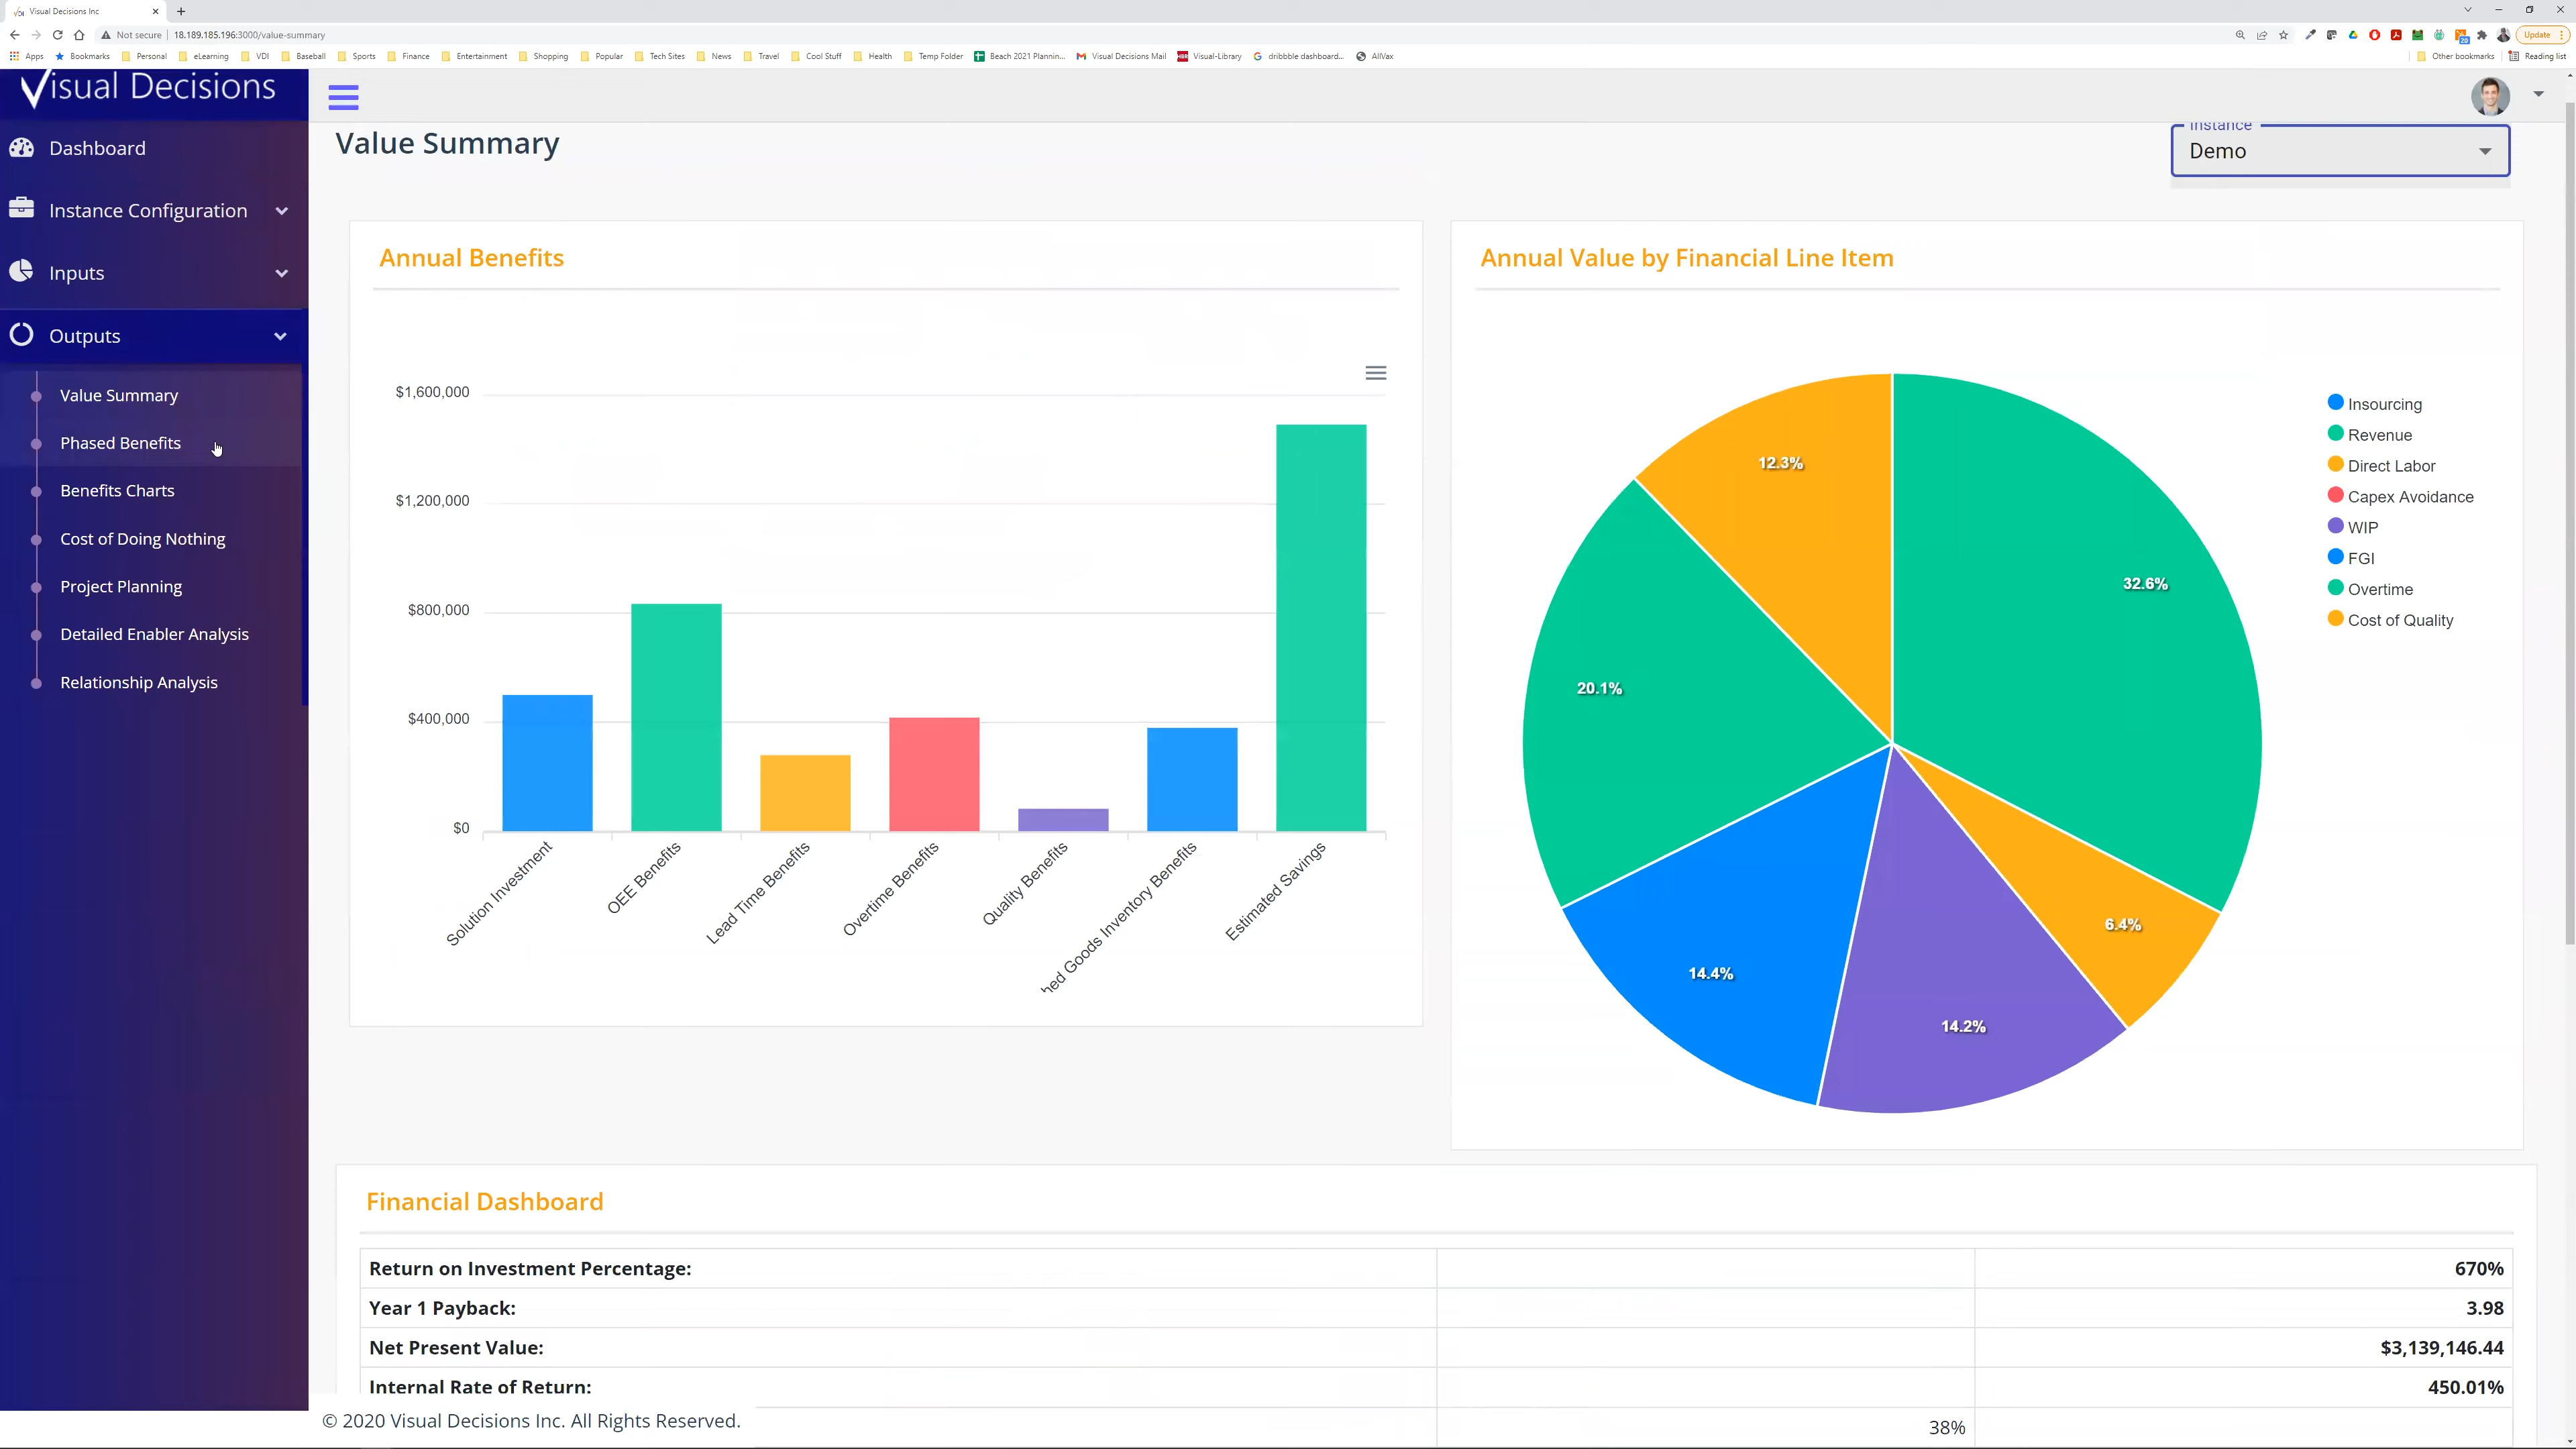 Visual Decisions Inc
Not secure
18.189.185.196:3000/value-summary
Update
Apps
Bookmarks
Personal
eLearning
VDI
Baseball
Sports
Finance
Entertainment
Shopping
Popular
Tech Sites
News
Travel
Cool Stuff
Health
Temp Folder
Beach 2021 Plannin...
Visual Decisions Mail
Visual-Library
dribbble dashboard...
AllVax
Other bookmarks
Reading list
Visual Decisions
Dashboard
Instance Configuration
Inputs
Outputs
Value Summary
Phased Benefits
Benefits Charts
Cost of Doing Nothing
Project Planning
Detailed Enabler Analysis
Relationship Analysis
Value Summary
Instance
Demo
Annual Benefits
$1,600,000
$1,200,000
$800,000
$400,000
$0
Solution Investment
OEE Benefits
Lead Time Benefits
Overtime Benefits
Quality Benefits
hed Goods Inventory Benefits
Estimated Savings
Annual Value by Financial Line Item
12.3%
32.6%
20.1%
6.4%
14.4%
14.2%
Insourcing
Revenue
Direct Labor
Capex Avoidance
WIP
FGI
Overtime
Cost of Quality
Financial Dashboard
Return on Investment Percentage: 670%
Year 1 Payback: 3.98
Net Present Value: $3,139,146.44
Internal Rate of Return: 450.01%
38%
© 2020 Visual Decisions Inc. All Rights Reserved.